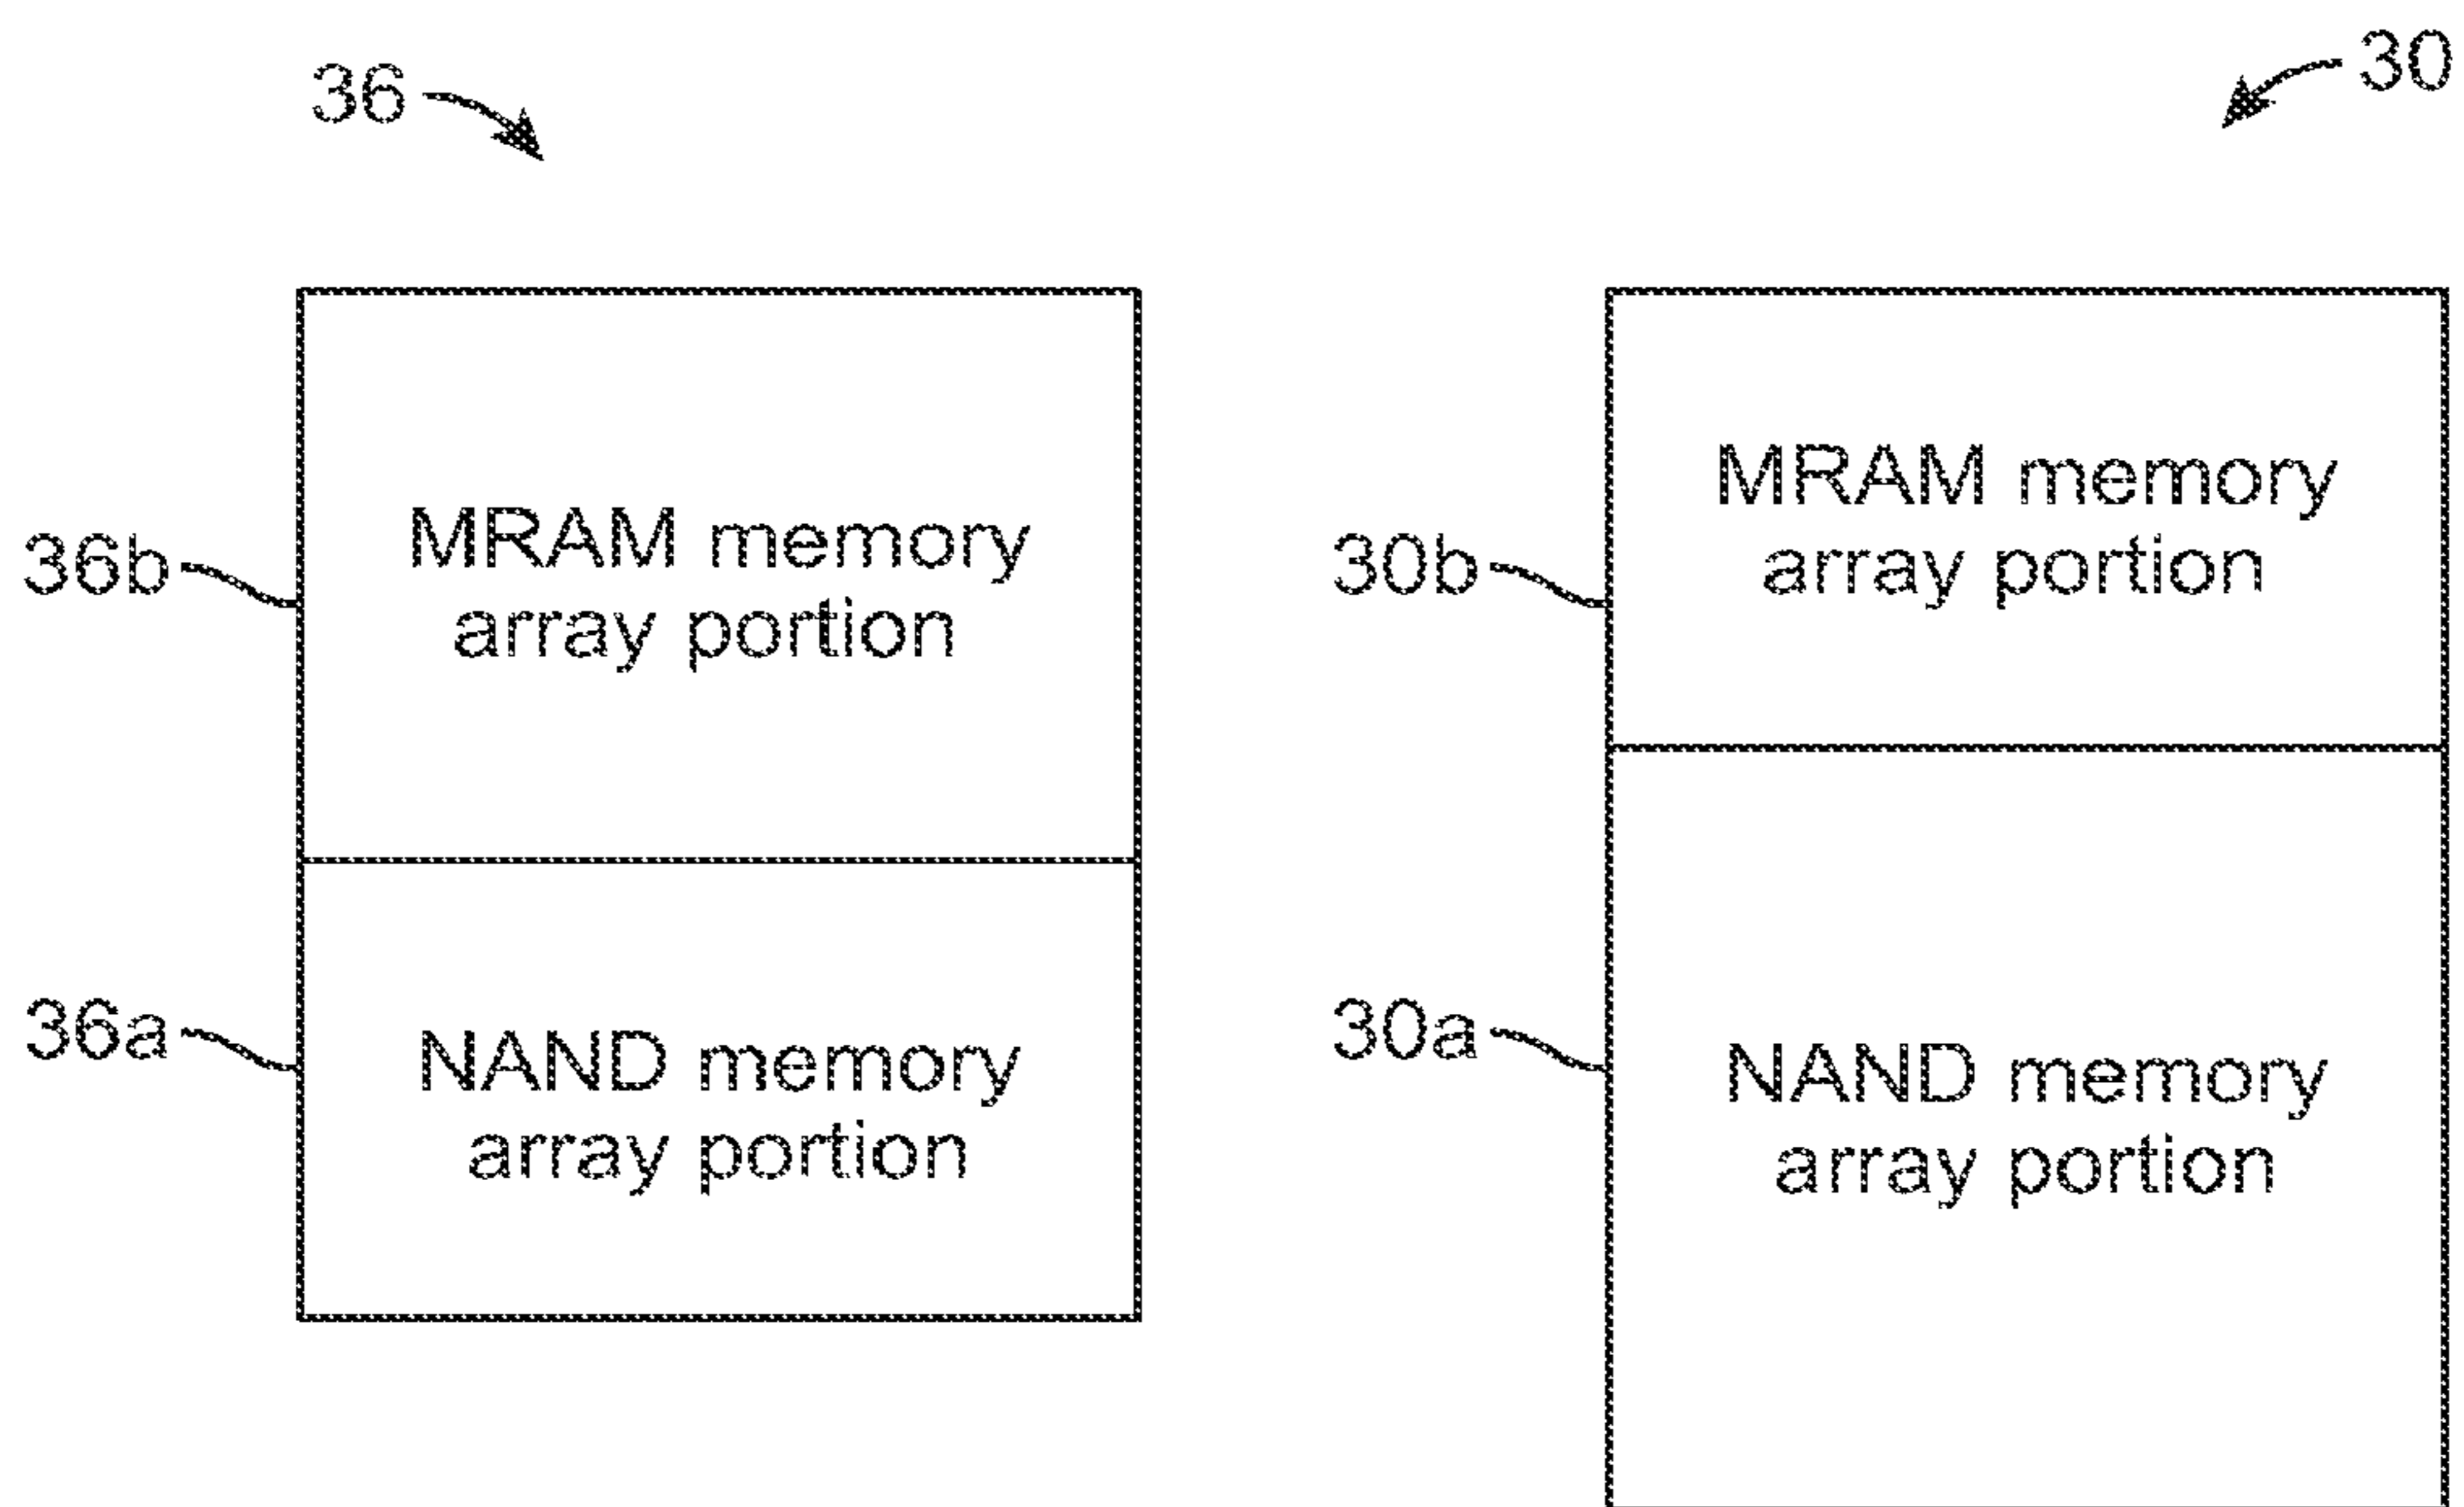 36
30
36b
MRAM memory
array portion
36a
NAND memory
array portion
30b
MRAM memory
array portion
30a
NAND memory
array portion